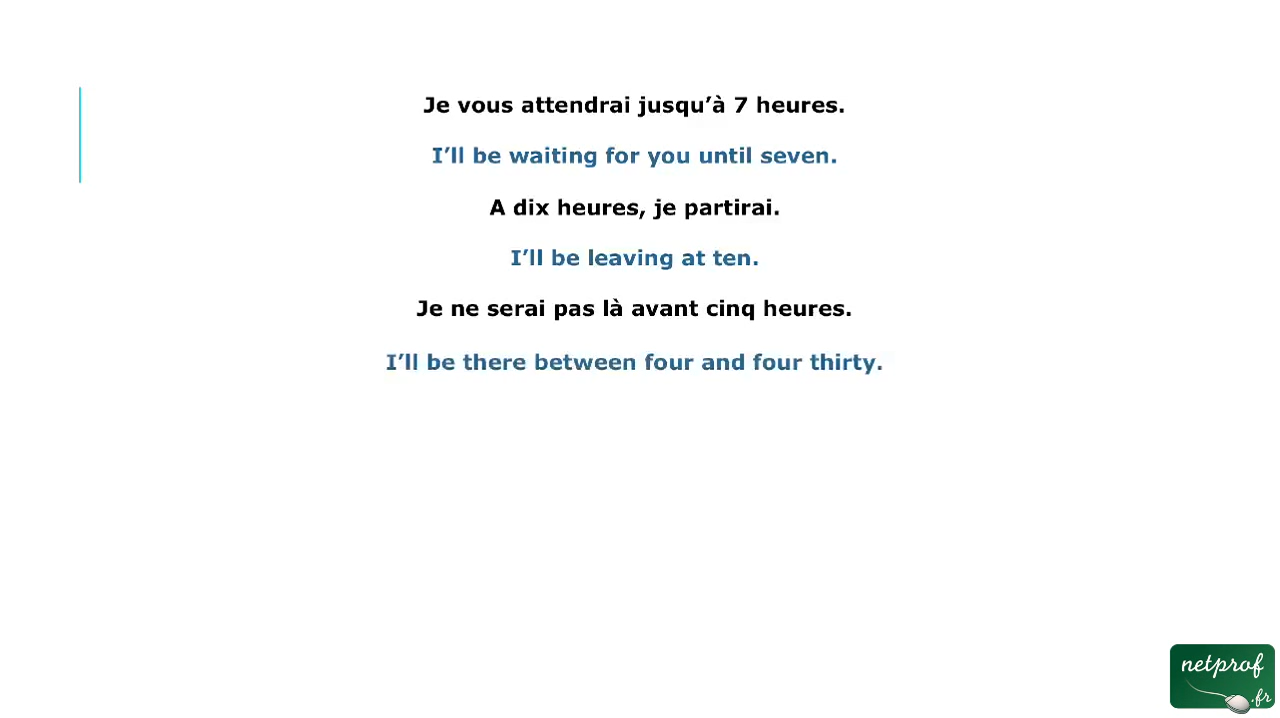 Je vous attendrai jusqu’à 7 heures.
I’ll be waiting for you until seven.
A dix heures, je partirai.
I’ll be leaving at ten.
Je ne serai pas là avant cinq heures.
I’ll be there between four and four thirty.
netprof
.fr